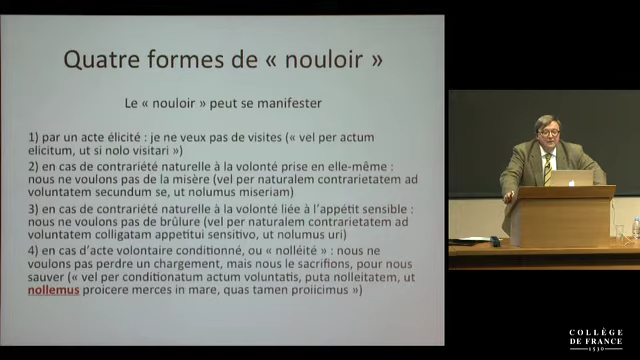 Quatre formes de « nouloir »
Le « nouloir » peut se manifester
1) par un acte élicité : je ne veux pas de visites (« vel per actum
elicitum, ut si nolo visitari »)
2) en cas de contrariété naturelle à la volonté prise en elle-même :
nous ne voulons pas de la misère (vel per naturalem contrarietatem ad
voluntatem secundum se, ut nolumus miseriam)
3) en cas de contrariété naturelle à la volonté liée à l'appétit sensible :
nous ne voulons pas de brûlure (vel per naturalem contrarietatem ad
voluntatem colligatam appetitui sensitivo, ut nolumus uri)
4) en cas d'acte volontaire conditionné, ou « nolléité » : nous ne
voulons pas perdre un chargement, mais nous le sacrifions, pour nous
sauver (« vel per conditionatum actum voluntatis, puta nolleitatem, ut
nollemus proicere merces in mare, quas tamen proiicimus »)
COLLÈGE
DE FRANCE
1530